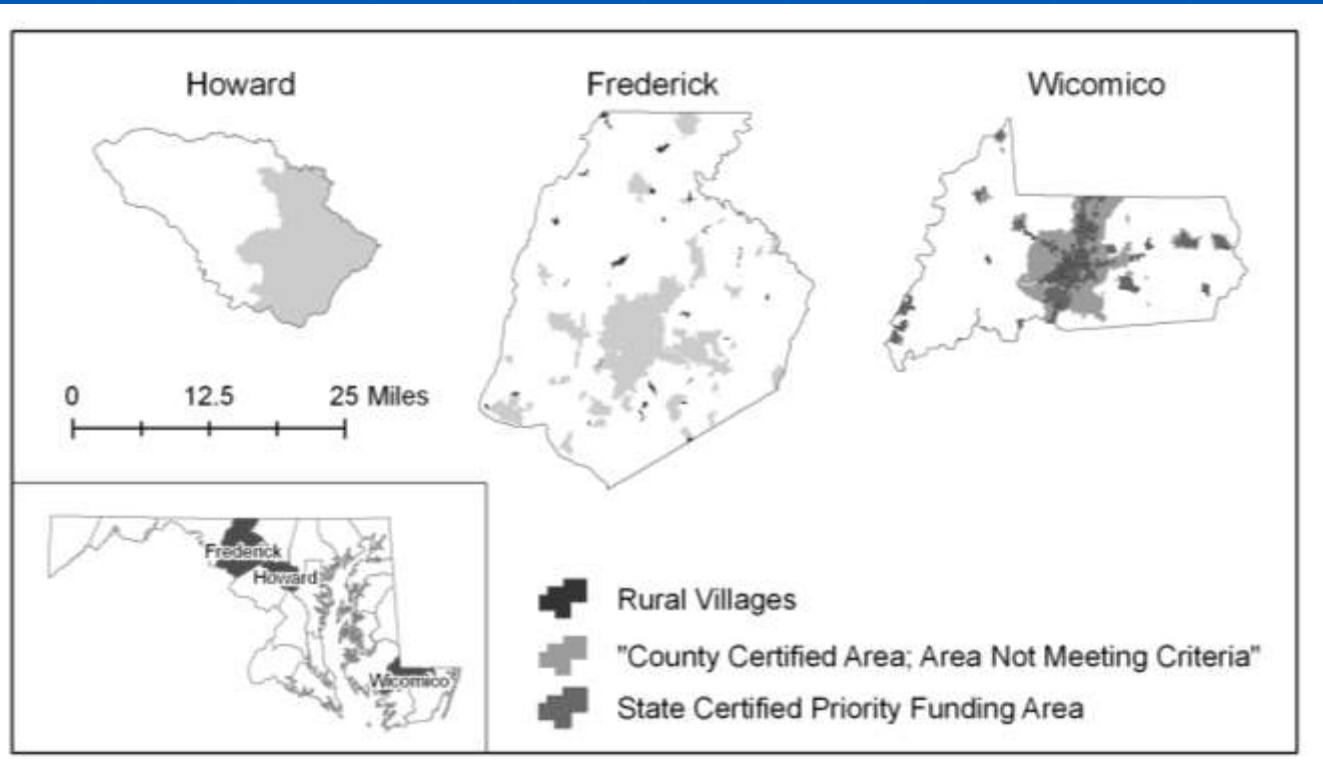 Howard
Frederick
Wicomico
0 12.5 25 Miles
Frederick
Howard
Wicomico
Rural Villages
"County Certified Area; Area Not Meeting Criteria"
State Certified Priority Funding Area